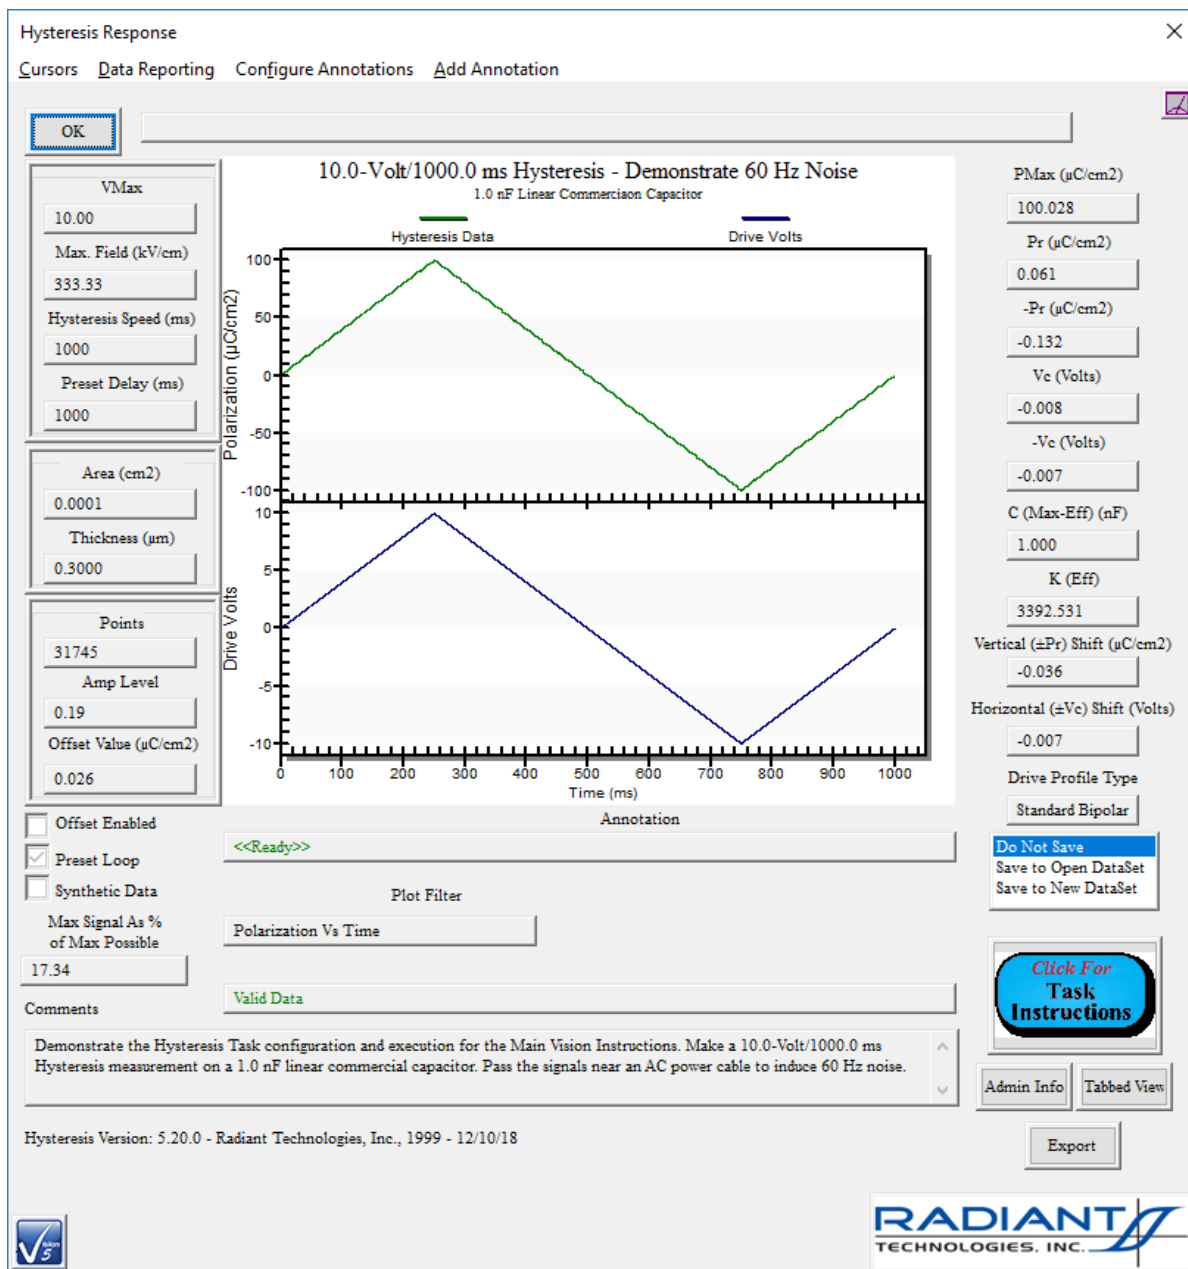 Hysteresis Response
Cursors Data Reporting Configure Annotations Add Annotation
OK
VMax
10.00
Max. Field (kV/cm)
333.33
Hysteresis Speed (ms)
1000
Preset Delay (ms)
1000
Area (cm2)
0.0001
Thickness (µm)
0.3000
Points
31745
Amp Level
0.19
Offset Value (µC/cm2)
0.026
Offset Enabled
Preset Loop
Synthetic Data
Max Signal As %
of Max Possible
17.34
10.0-Volt/1000.0 ms Hysteresis - Demonstrate 60 Hz Noise
1.0 nF Linear Commerciaon Capacitor
Hysteresis Data Drive Volts
Polarization (µC/cm2)
100
50
0
-50
-100
Drive Volts
10
5
0
-5
-10
0 100 200 300 400 500 600 700 800 900 1000
Time (ms)
Annotation
<<Ready>>
Plot Filter
Polarization Vs Time
Valid Data
PMax (µC/cm2)
100.028
Pr (µC/cm2)
0.061
-Pr (µC/cm2)
-0.132
Vc (Volts)
-0.008
-Vc (Volts)
-0.007
C (Max-Eff) (nF)
1.000
K (Eff)
3392.531
Vertical (±Pr) Shift (µC/cm2)
-0.036
Horizontal (±Vc) Shift (Volts)
-0.007
Drive Profile Type
Standard Bipolar
Do Not Save
Save to Open DataSet
Save to New DataSet
Click For
Task
Instructions
Comments
Demonstrate the Hysteresis Task configuration and execution for the Main Vision Instructions. Make a 10.0-Volt/1000.0 ms
Hysteresis measurement on a 1.0 nF linear commercial capacitor. Pass the signals near an AC power cable to induce 60 Hz noise.
Admin Info Tabbed View
Hysteresis Version: 5.20.0 - Radiant Technologies, Inc., 1999 - 12/10/18
Export
Vision
5
RADIANT
TECHNOLOGIES, INC.